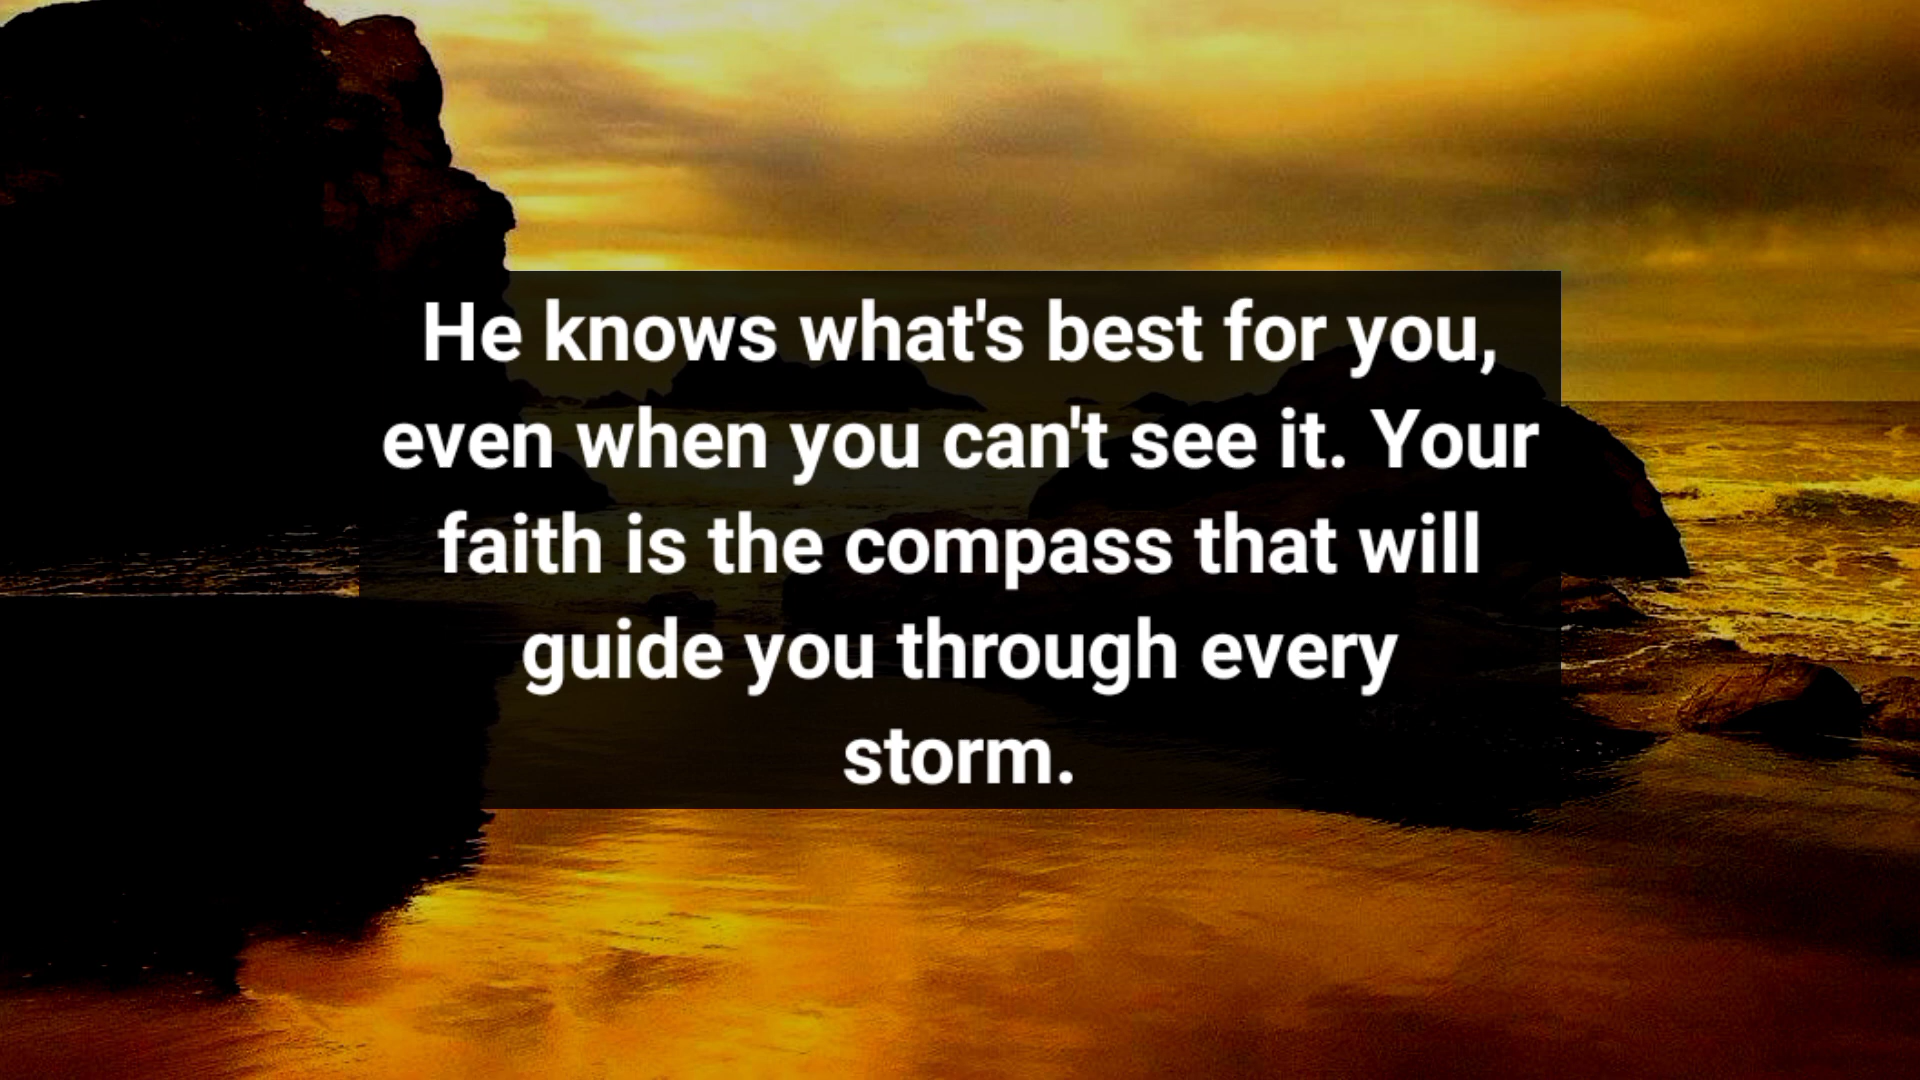 He knows what's best for you,
even when you can't see it. Your
faith is the compass that will
guide you through every
storm.